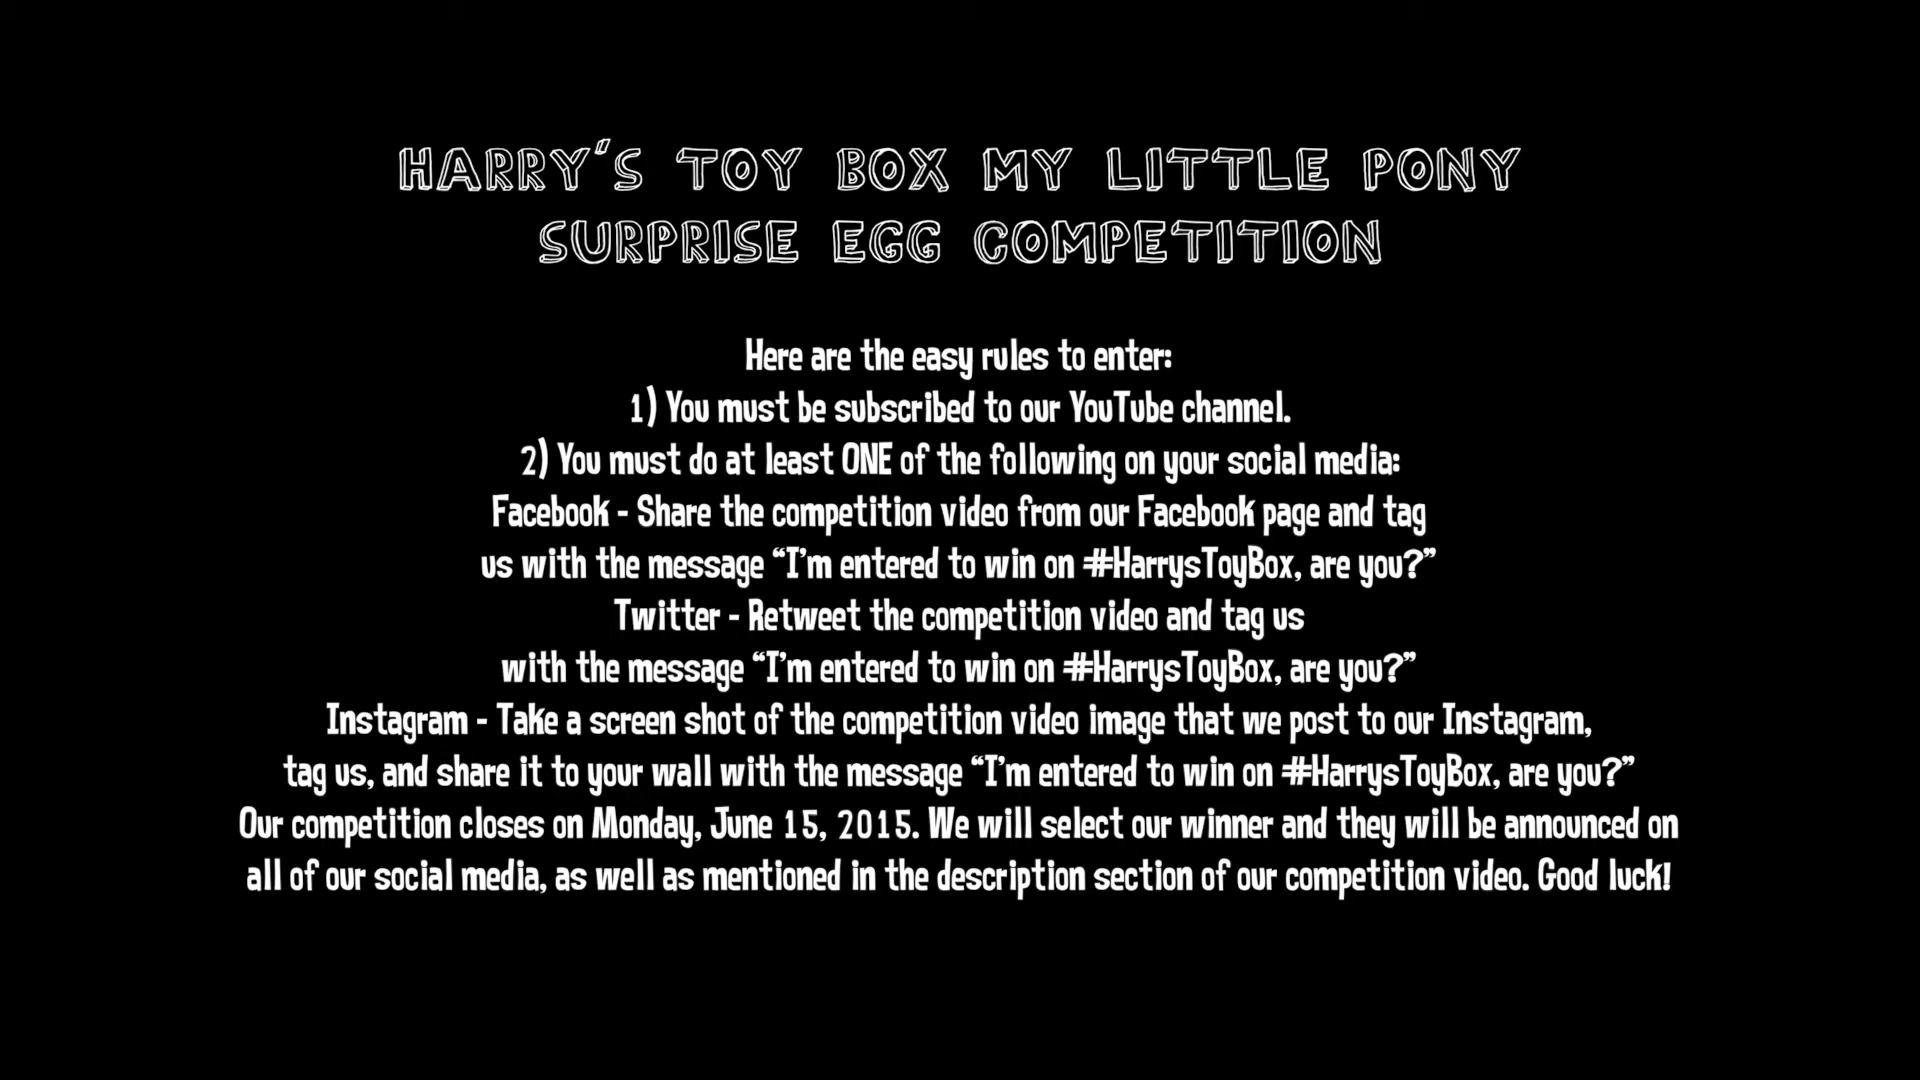 HARRY'S TOY BOX MY LITTLE PONY
SURPRISE EGG COMPETITION
Here are the easy rules to enter:
1) You must be subscribed to our YouTube channel.
2) You must do at least ONE of the following on your social media:
Facebook - Share the competition video from our Facebook page and tag
us with the message “I'm entered to win on #HarrysToyBox, are you?”
Twitter - Retweet the competition video and tag us
with the message “I'm entered to win on #HarrysToyBox, are you?”
Instagram - Take a screen shot of the competition video image that we post to our Instagram,
tag us, and share it to your wall with the message “I'm entered to win on #HarrysToyBox, are you?”
Our competition closes on Monday, June 15, 2015. We will select our winner and they will be announced on
all of our social media, as well as mentioned in the description section of our competition video. Good luck!